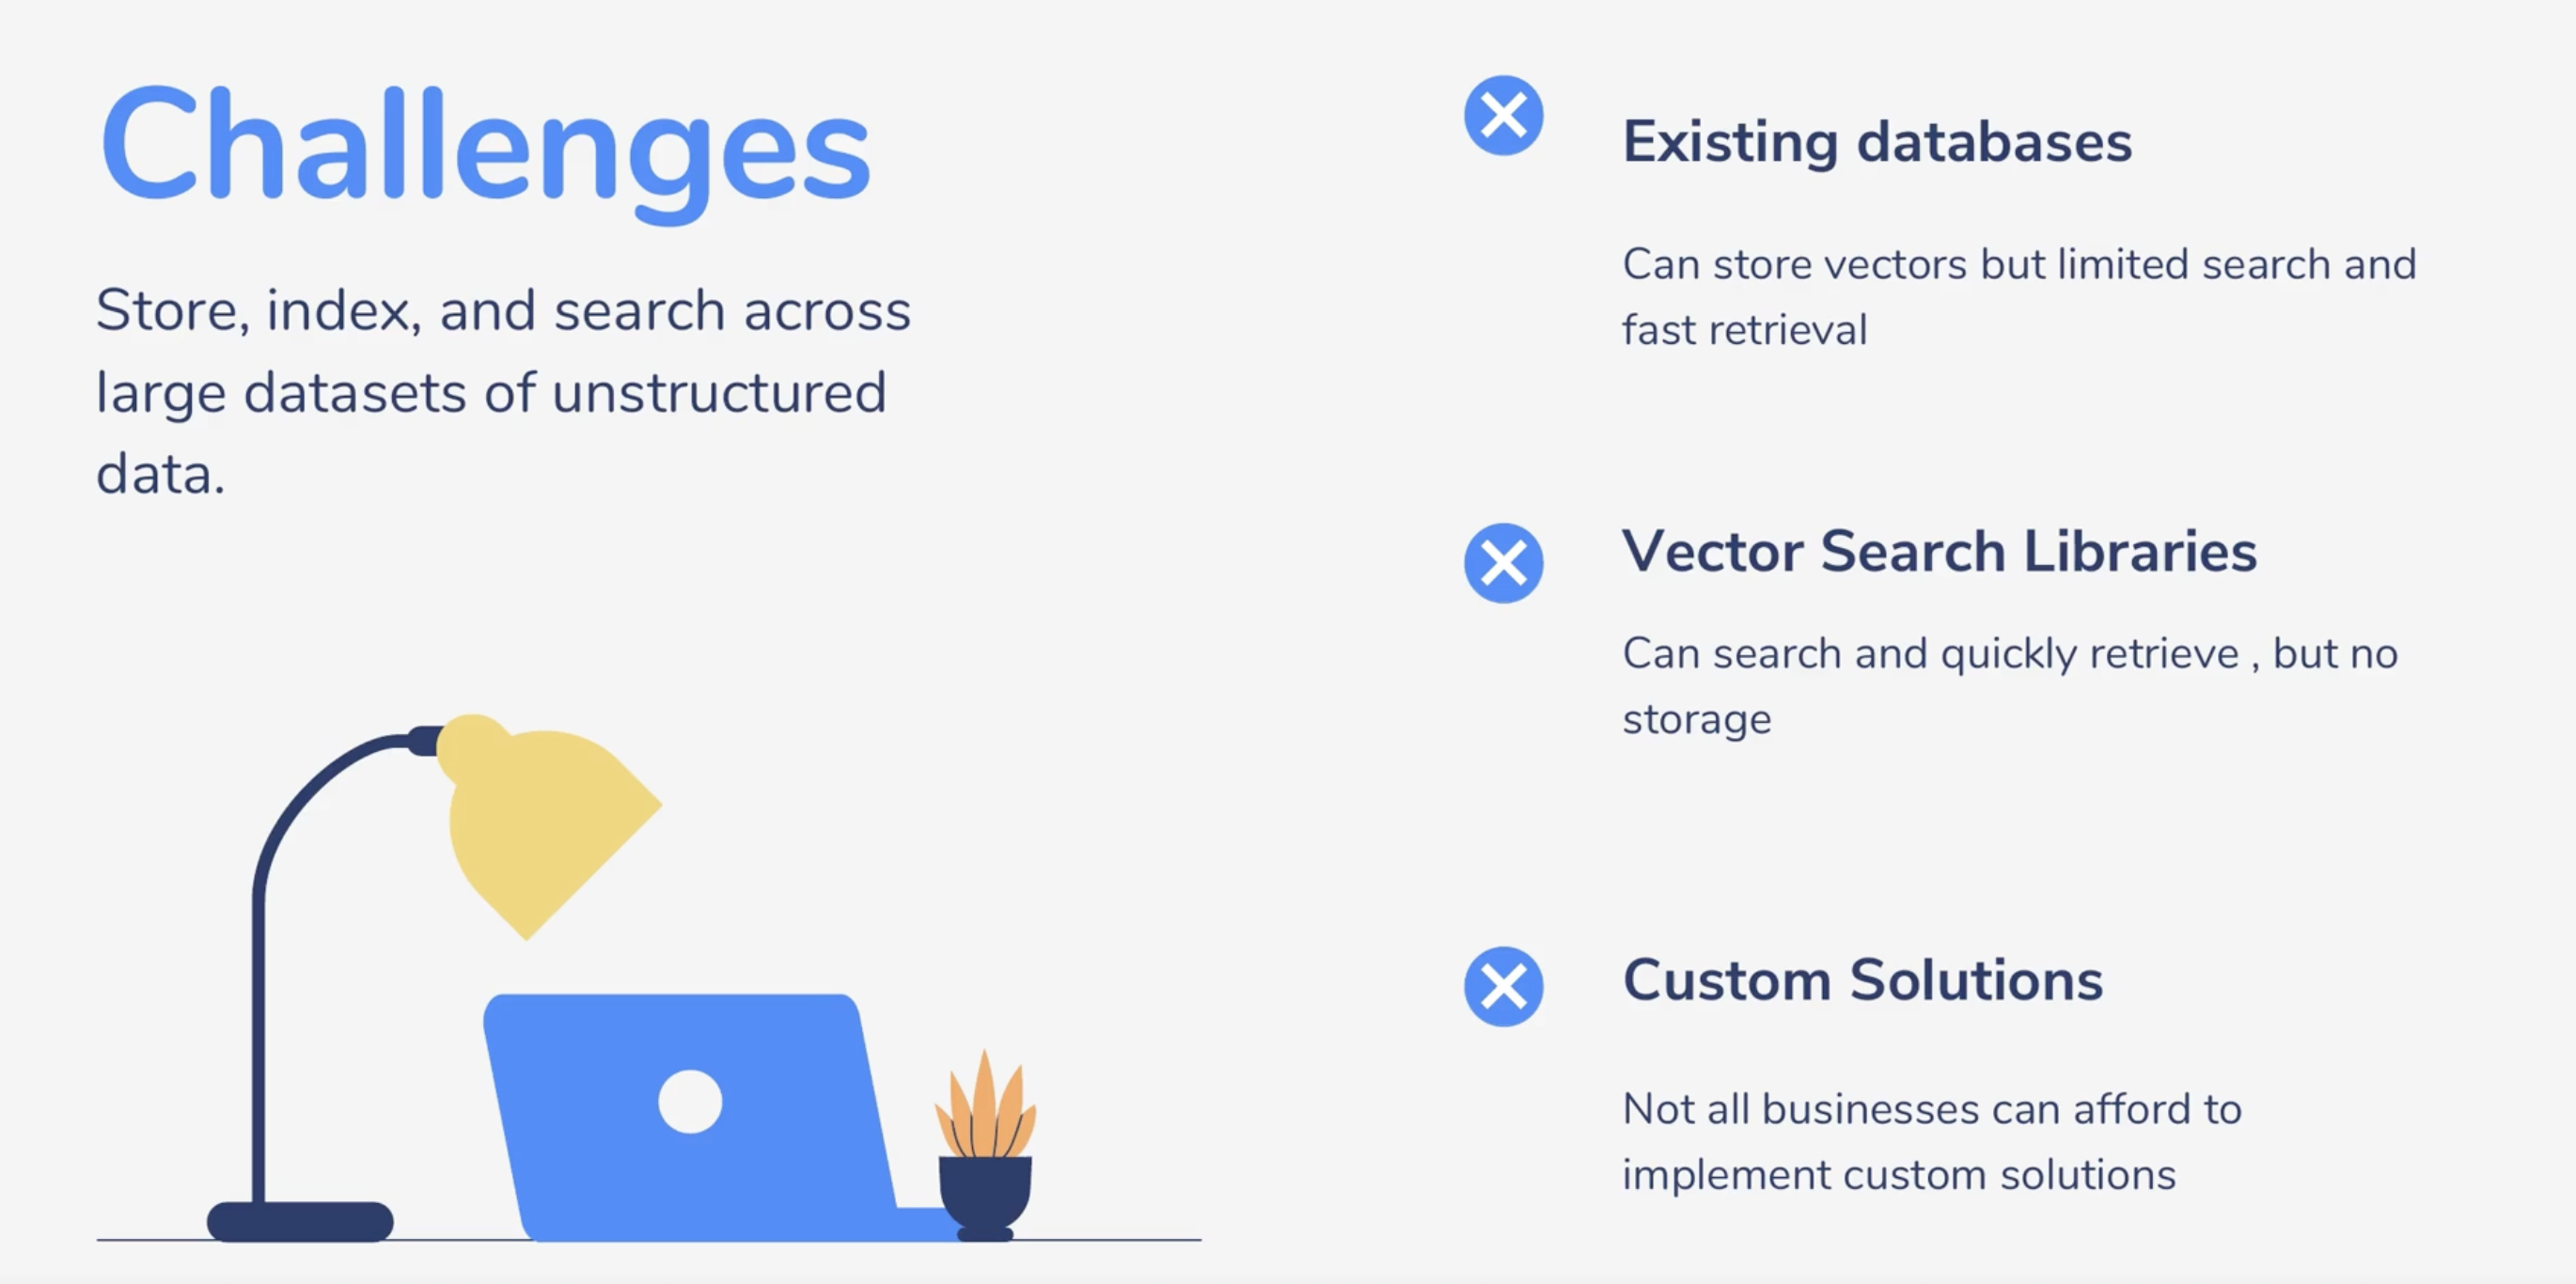 Challenges
Store, index, and search across
large datasets of unstructured
data.
Existing databases
Can store vectors but limited search and
fast retrieval
Vector Search Libraries
Can search and quickly retrieve , but no
storage
Custom Solutions
Not all businesses can afford to
implement custom solutions